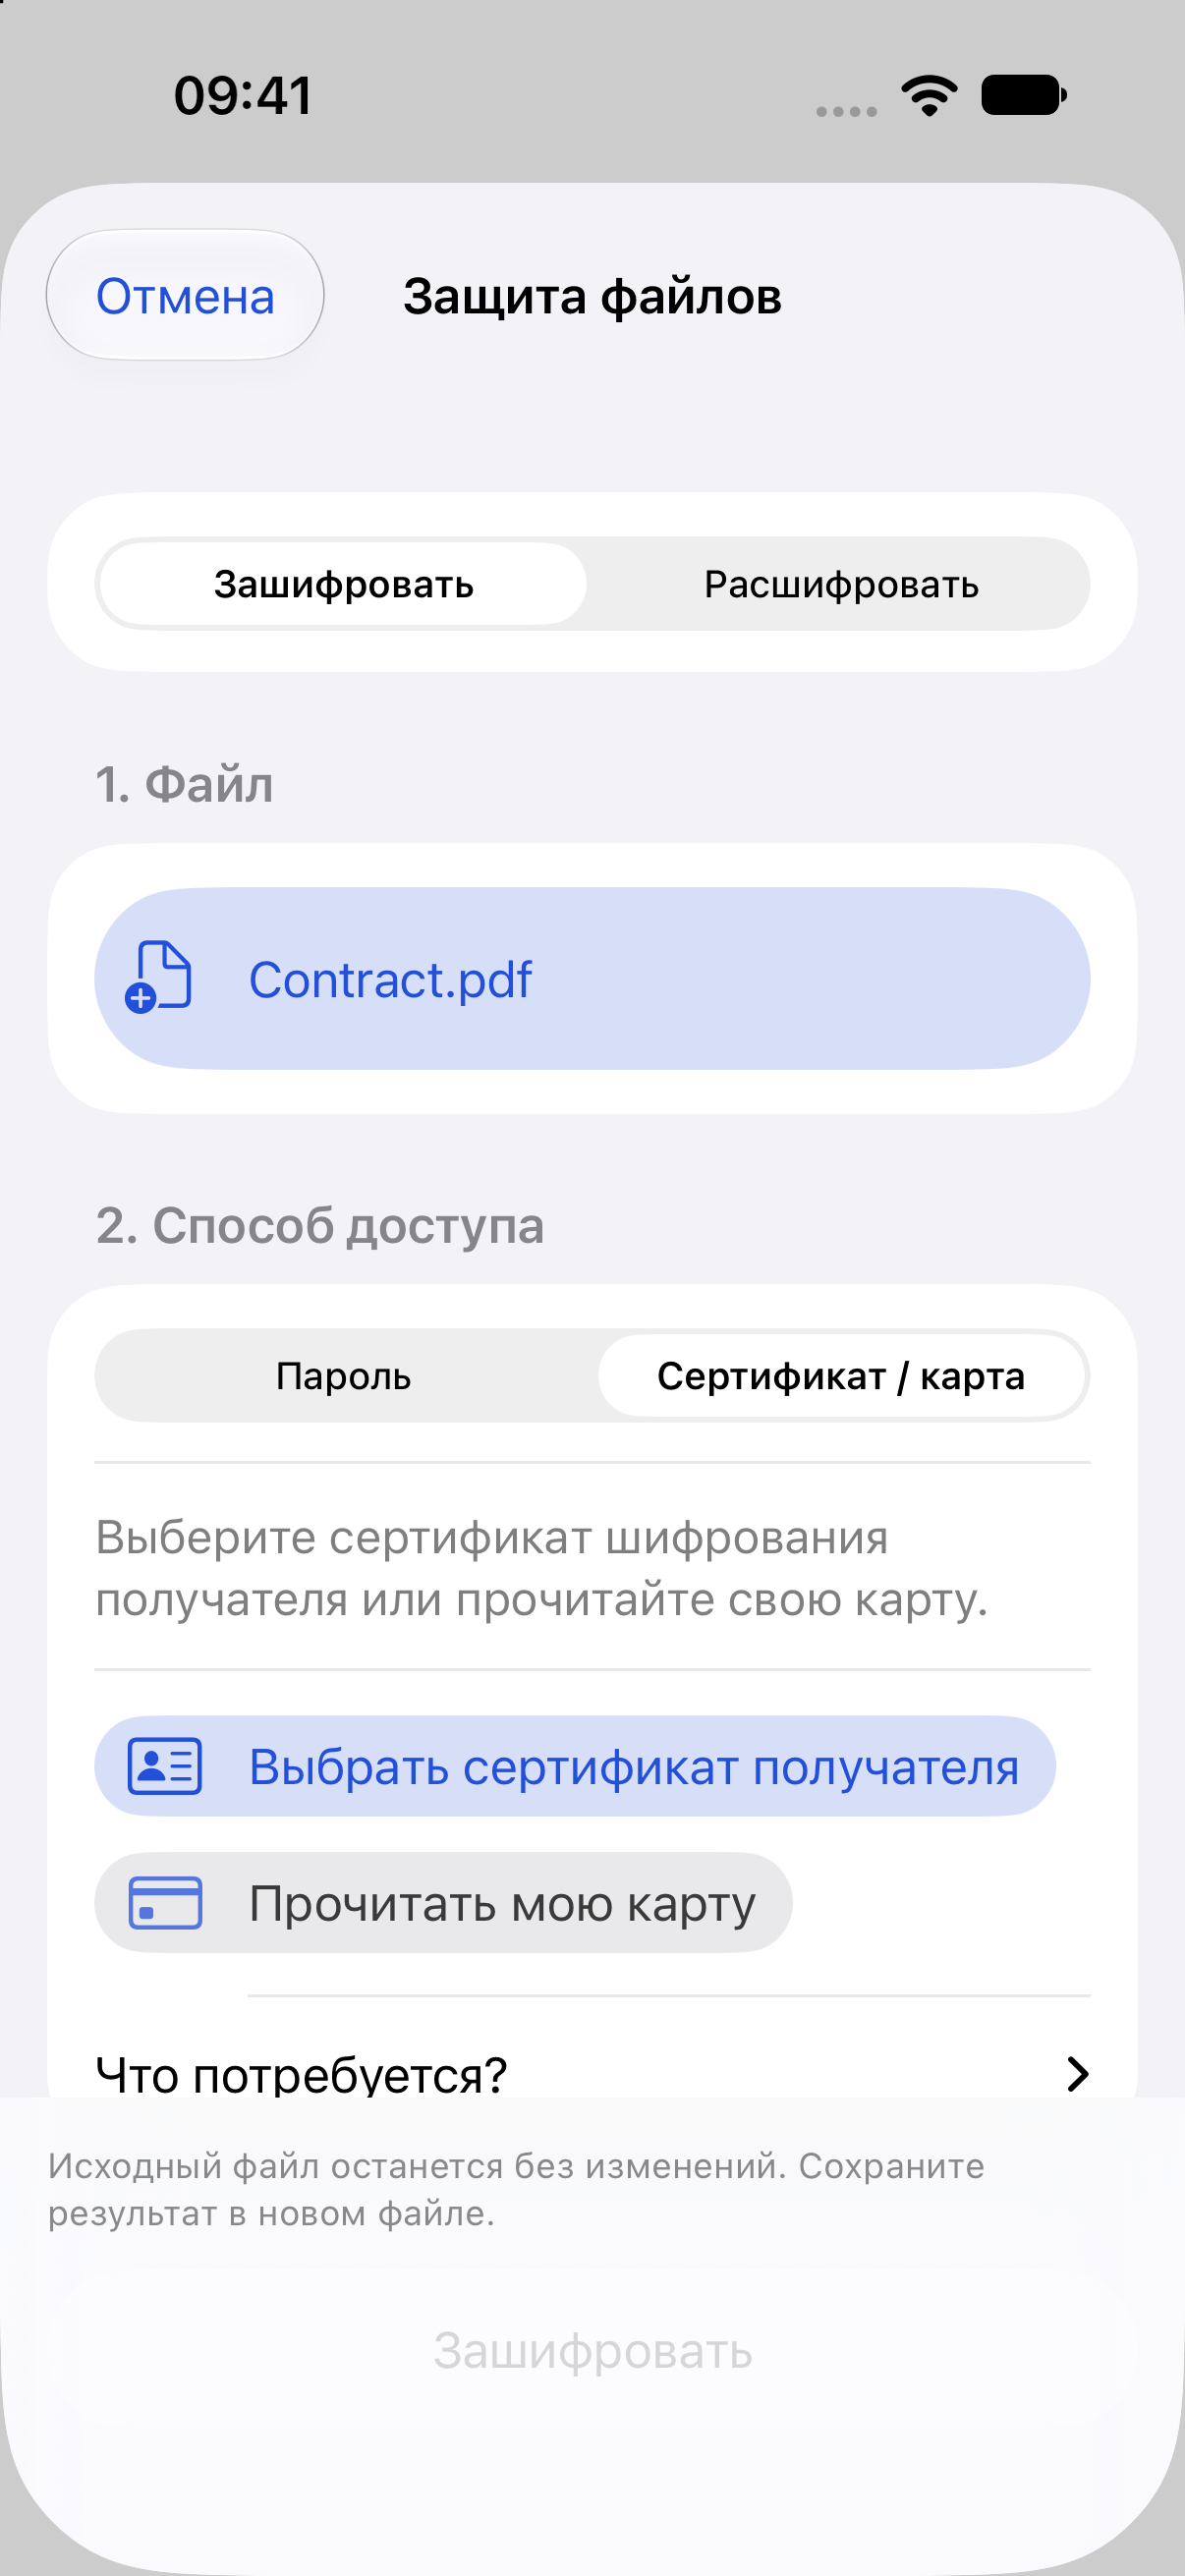 09:41
Отмена
Защита файлов
Зашифровать
Расшифровать
1. Файл
Contract.pdf
2. Способ доступа
Пароль
Сертификат / карта
Выберите сертификат шифрования
получателя или прочитайте свою карту.
Выбрать сертификат получателя
Прочитать мою карту
Что потребуется?
Исходный файл останется без изменений. Сохраните
результат в новом файле.
Зашифровать